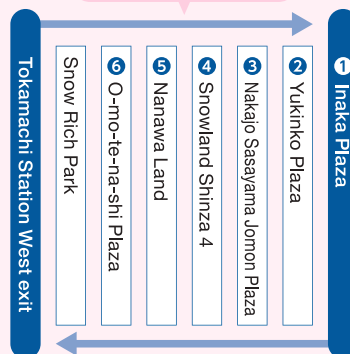 ❶ Inaka Plaza
❷ Yukinko Plaza
❸ Nakajo Sasayama Jomon Plaza
❹ Snowland Shinza 4
❺ Nanawa Land
❻ O-mo-te-na-shi Plaza
Snow Rich Park
Tokamachi Station West exit